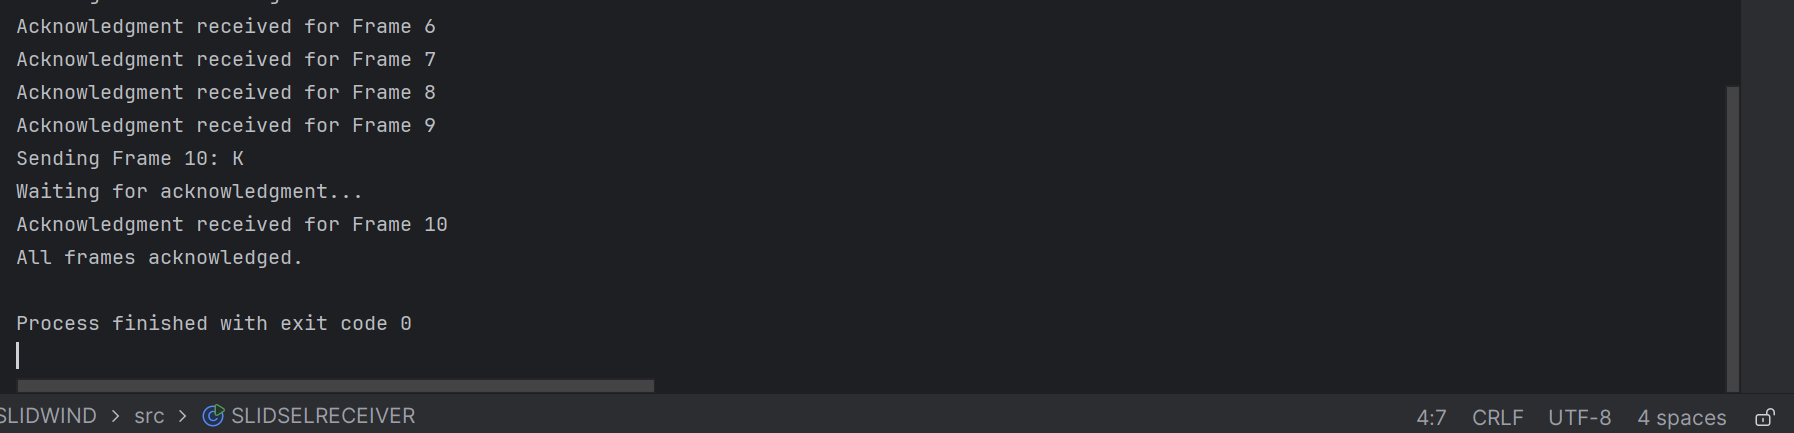 Acknowledgment received for Frame 6
Acknowledgment received for Frame 7
Acknowledgment received for Frame 8
Acknowledgment received for Frame 9
Sending Frame 10: K
Waiting for acknowledgment...
Acknowledgment received for Frame 10
All frames acknowledged.
Process finished with exit code 0
SLIDWIND > src > SLIDSELRECEIVER 4:7 CRLF UTF-8 4 spaces